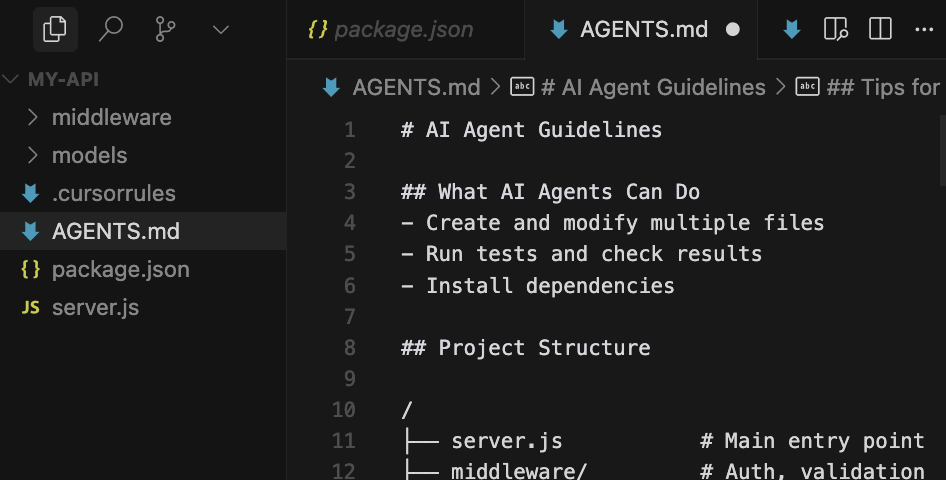 {} package.json
AGENTS.md
MY-API
AGENTS.md > # AI Agent Guidelines > ## Tips for
middleware
models
.cursorrules
AGENTS.md
{} package.json
JS server.js
1 # AI Agent Guidelines
2
3 ## What AI Agents Can Do
4 - Create and modify multiple files
5 - Run tests and check results
6 - Install dependencies
7
8 ## Project Structure
9
10 /
11 ├── server.js # Main entry point
12 ├── middleware/ # Auth, validation